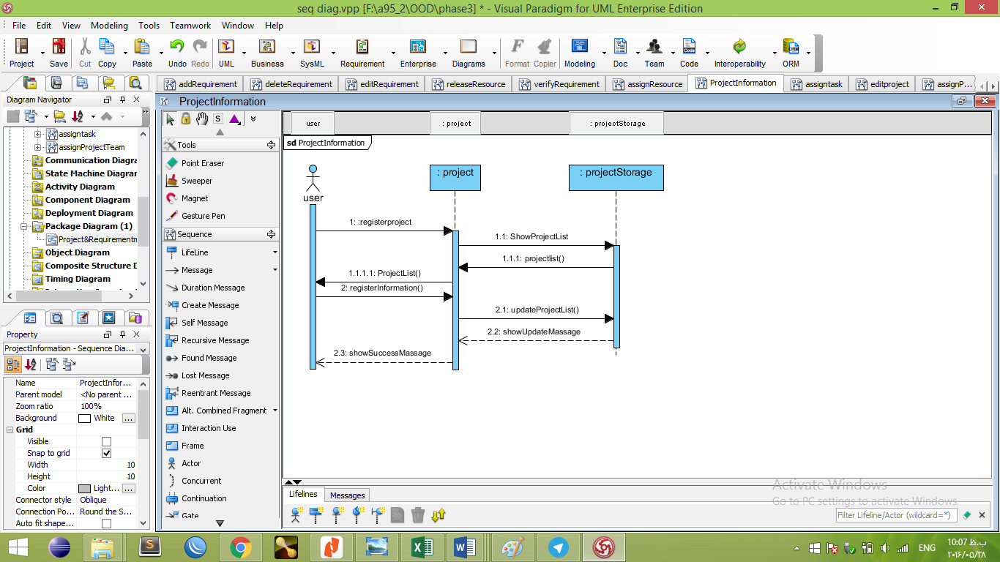 seq diag.vpp [F:\a95_2\OOD\phase3] * - Visual Paradigm for UML Enterprise Edition
File Edit View Modeling Tools Teamwork Window Help
Project Save Cut Copy Paste Undo Redo UML Business SysML Requirement Enterprise Diagrams Format Copier Modeling Doc Team Code Interoperability ORM
addRequirement deleteRequirement editRequirement releaseResource verifyRequirement assignResource ProjectInformation assigntask editproject assignP...
Diagram Navigator
assigntask
assignProjectTeam
Communication Diagra
State Machine Diagrar
Activity Diagram
Component Diagram
Deployment Diagram
Package Diagram (1)
Project&Requirementn
Object Diagram
Composite Structure D
Timing Diagram
Property
ProjectInformation - Sequence Dia...
Name ProjectInfor...
Parent model <No parent ...
Zoom ratio 100%
Background White ...
Grid
Visible
Snap to grid
Width 10
Height 10
Color Light... ...
Connector style Oblique
Connection Po... Round the S...
Auto fit shape...
ProjectInformation
S
Tools
Point Eraser
Sweeper
Magnet
Gesture Pen
Sequence
LifeLine
Message
Duration Message
Create Message
Self Message
Recursive Message
Found Message
Lost Message
Reentrant Message
Alt. Combined Fragment
Interaction Use
Frame
Actor
Concurrent
Continuation
Gate
user : project : projectStorage
sd ProjectInformation
: project : projectStorage
user
1: :registerproject
1.1: ShowProjectList
1.1.1: projectlist()
1.1.1.1: ProjectList()
2: registerInformation()
2.1: updateProjectList()
2.2: showUpdateMassage
2.3: showSuccessMassage
Activate Windows
Go to PC settings to activate Windows.
Lifelines Messages
Filter Lifeline/Actor (wildcard=*)
ENG
10:07 ب.ظ
۲۰۱۶/۰۵/۲۸